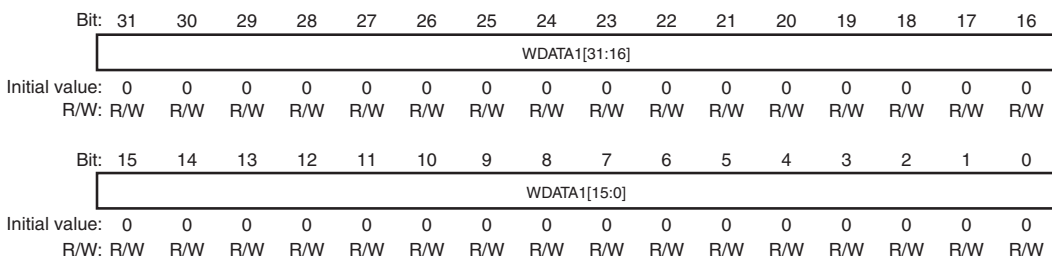 Bit: 31 30 29 28 27 26 25 24 23 22 21 20 19 18 17 16
WDATA1[31:16]
Initial value: 0 0 0 0 0 0 0 0 0 0 0 0 0 0 0 0
R/W: R/W R/W R/W R/W R/W R/W R/W R/W R/W R/W R/W R/W R/W R/W R/W R/W
Bit: 15 14 13 12 11 10 9 8 7 6 5 4 3 2 1 0
WDATA1[15:0]
Initial value: 0 0 0 0 0 0 0 0 0 0 0 0 0 0 0 0
R/W: R/W R/W R/W R/W R/W R/W R/W R/W R/W R/W R/W R/W R/W R/W R/W R/W